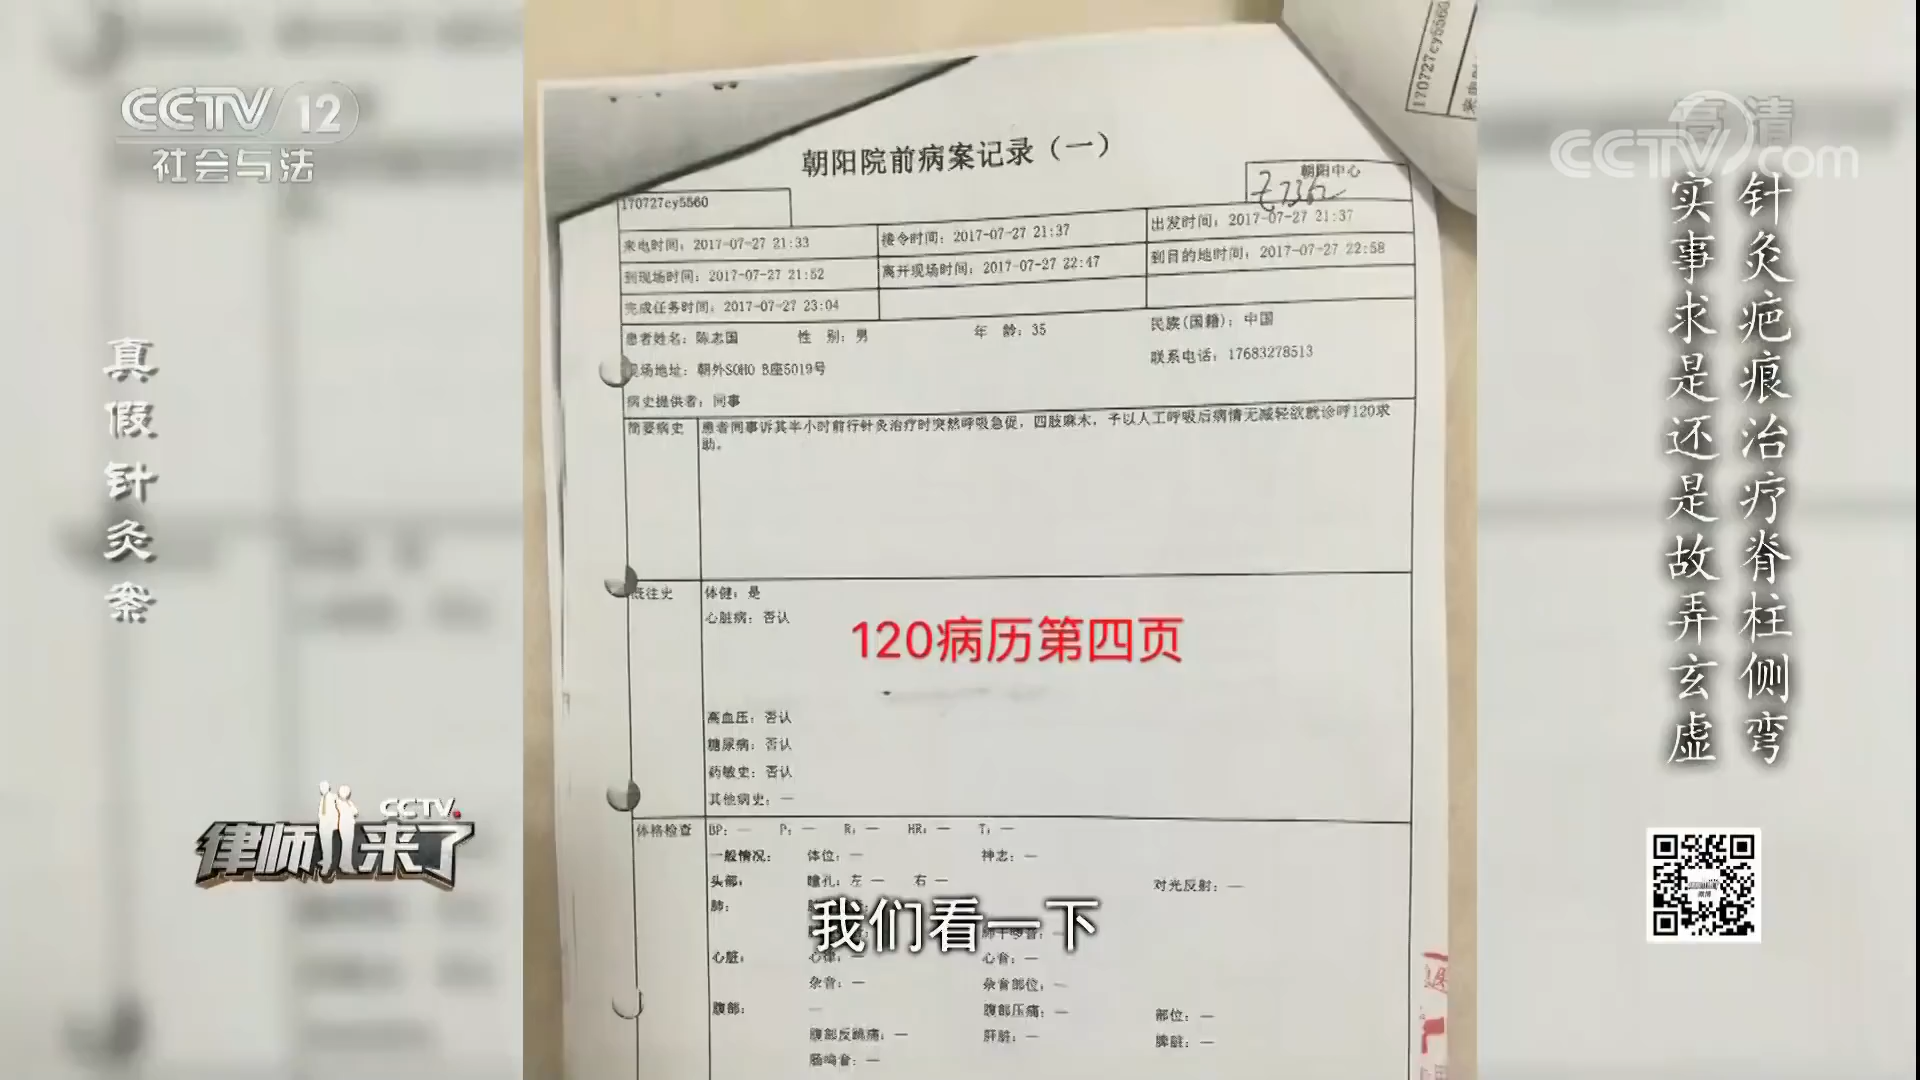 CCTV 12
社会与法
高清
CCTV.com
针灸疤痕治疗脊柱侧弯
实事求是还是故弄玄虚
真假针灸案
CCTV
律师来了
170727cy5560
朝阳院前病案记录（一）
朝阳中心
170727cy5560
来电时间：2017-07-27 21:33
接令时间：2017-07-27 21:37
出发时间：2017-07-27 21:37
到现场时间：2017-07-27 21:52
离开现场时间：2017-07-27 22:47
到目的地时间：2017-07-27 22:58
完成任务时间：2017-07-27 23:04
患者姓名：陈志国 性 别：男 年 龄：35 民族(国籍)：中国
现场地址：朝外SOHO B座5019号 联系电话：17683278513
病史提供者：同事
简要病史 患者同事诉其半小时前行针灸治疗时突然呼吸急促，四肢麻木，予以人工呼吸后病情无减轻欲就诊呼120求
助。
既往史 体健：是
心脏病：否认
120病历第四页
高血压：否认
糖尿病：否认
药敏史：否认
其他病史：—
体格检查 BP：— P：— R：— HR：— T：—
一般情况： 体位：— 神志：—
头部： 瞳孔：左 — 右 — 对光反射：—
肺：
我们看一下
心脏： 心律：— 心音：—
杂音：— 杂音部位：—
腹部： — 腹部压痛：— 部位：—
腹部反跳痛：— 肝脏：— 脾脏：—
肠鸣音：—